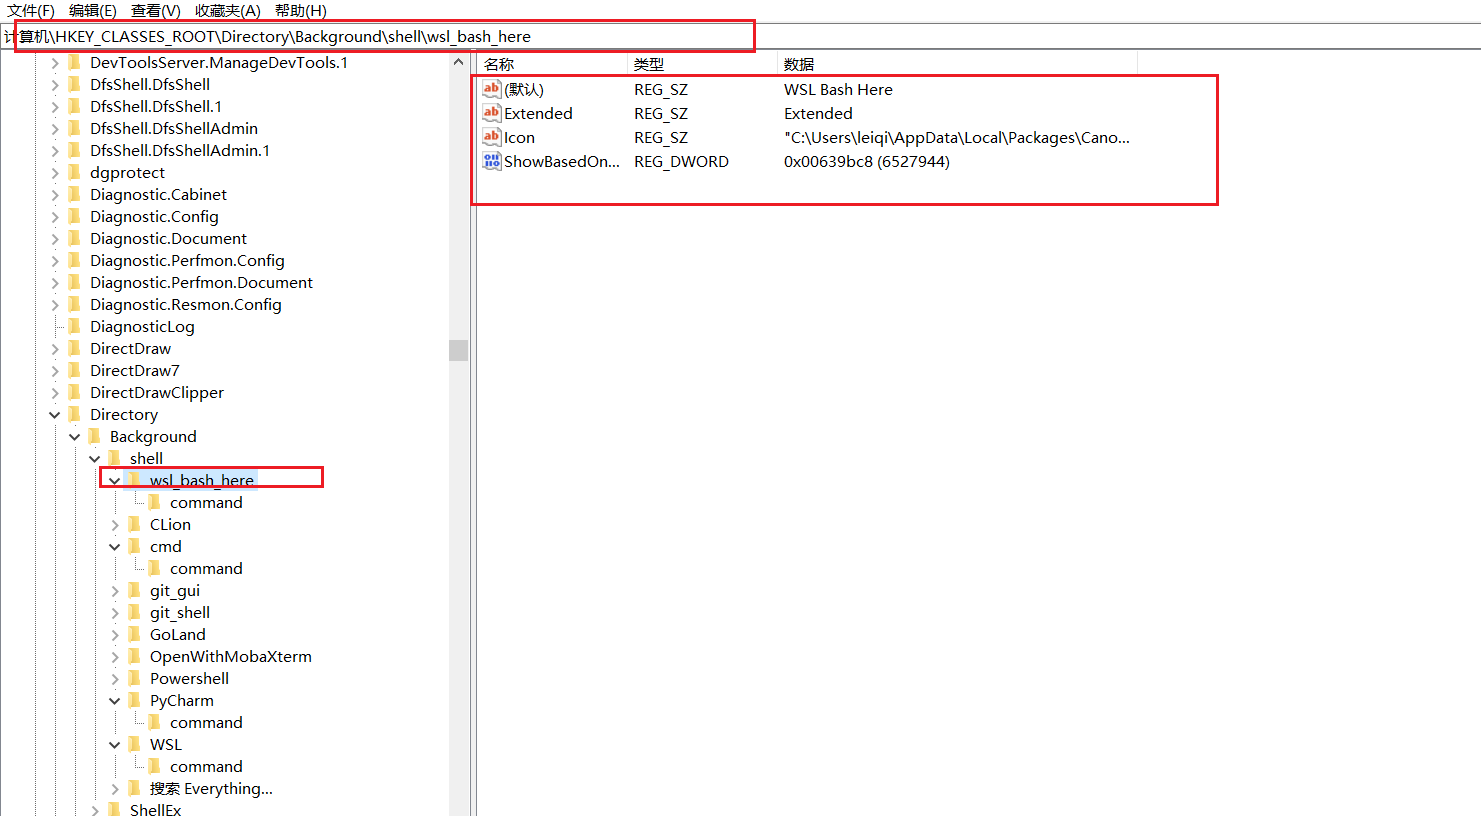 文件(F) 编辑(E) 查看(V) 收藏夹(A) 帮助(H)
计算机\HKEY_CLASSES_ROOT\Directory\Background\shell\wsl_bash_here
DevToolsServer.ManageDevTools.1
DfsShell.DfsShell
DfsShell.DfsShell.1
DfsShell.DfsShellAdmin
DfsShell.DfsShellAdmin.1
dgprotect
Diagnostic.Cabinet
Diagnostic.Config
Diagnostic.Document
Diagnostic.Perfmon.Config
Diagnostic.Perfmon.Document
Diagnostic.Resmon.Config
DiagnosticLog
DirectDraw
DirectDraw7
DirectDrawClipper
Directory
Background
shell
wsl_bash_here
command
CLion
cmd
command
git_gui
git_shell
GoLand
OpenWithMobaXterm
Powershell
PyCharm
command
WSL
command
搜索 Everything...
ShellEx
名称 类型 数据
(默认) REG_SZ WSL Bash Here
Extended REG_SZ Extended
Icon REG_SZ "C:\Users\leiqi\AppData\Local\Packages\Cano...
ShowBasedOn... REG_DWORD 0x00639bc8 (6527944)